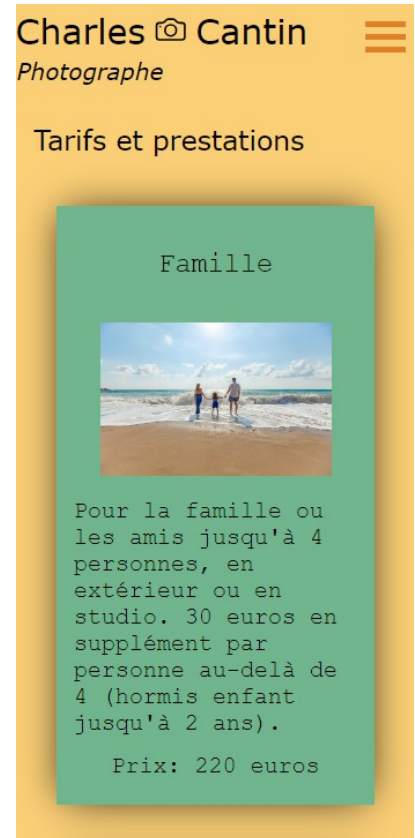 Charles Cantin
Photographe
Tarifs et prestations
Famille
Pour la famille ou
les amis jusqu'à 4
personnes, en
extérieur ou en
studio. 30 euros en
supplément par
personne au-delà de
4 (hormis enfant
jusqu'à 2 ans).
Prix: 220 euros